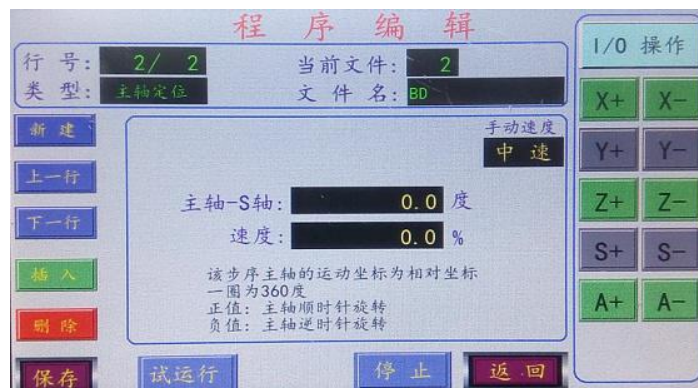 程序编辑
行 号: 2/ 2 当前文件: 2
类 型: 主轴定位 文 件 名: BD
I/O 操作
X+ X-
新 建
手动速度
中 速
Y+ Y-
上一行
主轴-S轴: 0.0 度
Z+ Z-
下一行
速度: 0.0 %
S+ S-
插 入
该步序主轴的运动坐标为相对坐标
一圈为360度
正值: 主轴顺时针旋转
负值: 主轴逆时针旋转
A+ A-
删 除
保存 试运行 停 止 返 回